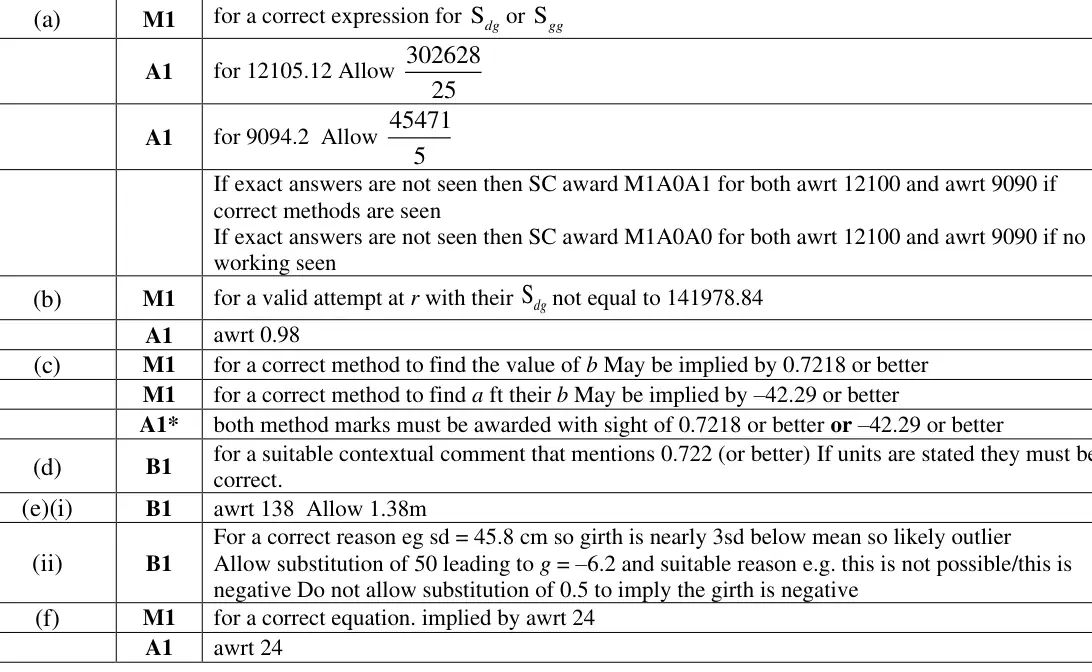 (a) M1 for a correct expression for S_dg or S_gg
A1 for 12105.12 Allow 302628/25
A1 for 9094.2 Allow 45471/5
If exact answers are not seen then SC award M1A0A1 for both awrt 12100 and awrt 9090 if
correct methods are seen
If exact answers are not seen then SC award M1A0A0 for both awrt 12100 and awrt 9090 if no
working seen
(b) M1 for a valid attempt at r with their S_dg not equal to 141978.84
A1 awrt 0.98
(c) M1 for a correct method to find the value of b May be implied by 0.7218 or better
M1 for a correct method to find a ft their b May be implied by –42.29 or better
A1* both method marks must be awarded with sight of 0.7218 or better or –42.29 or better
(d) B1 for a suitable contextual comment that mentions 0.722 (or better) If units are stated they must be
correct.
(e)(i) B1 awrt 138 Allow 1.38m
(ii) B1 For a correct reason eg sd = 45.8 cm so girth is nearly 3sd below mean so likely outlier
Allow substitution of 50 leading to g = –6.2 and suitable reason e.g. this is not possible/this is
negative Do not allow substitution of 0.5 to imply the girth is negative
(f) M1 for a correct equation. implied by awrt 24
A1 awrt 24